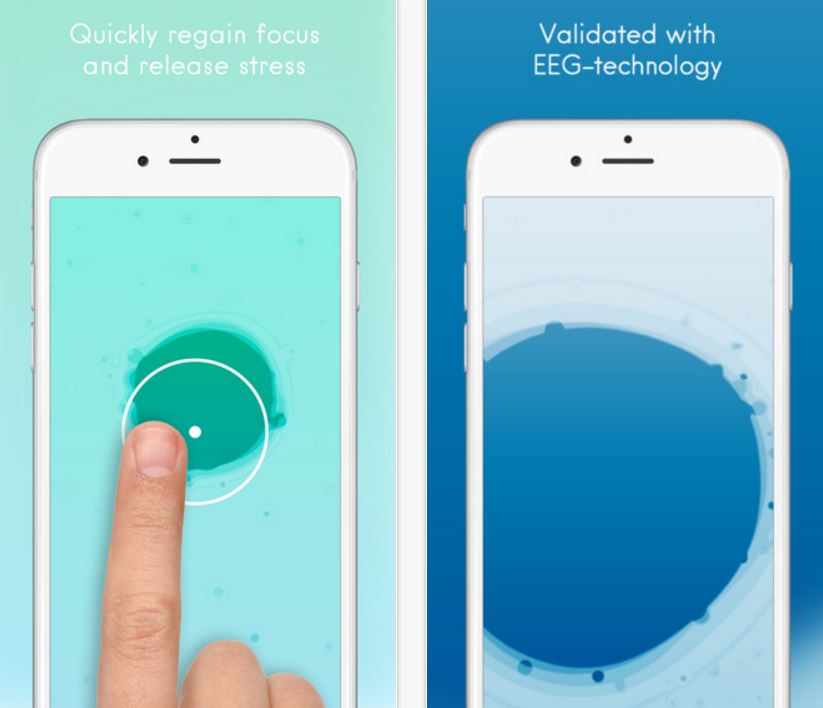 Quickly regain focus
and release stress
Validated with
EEG-technology